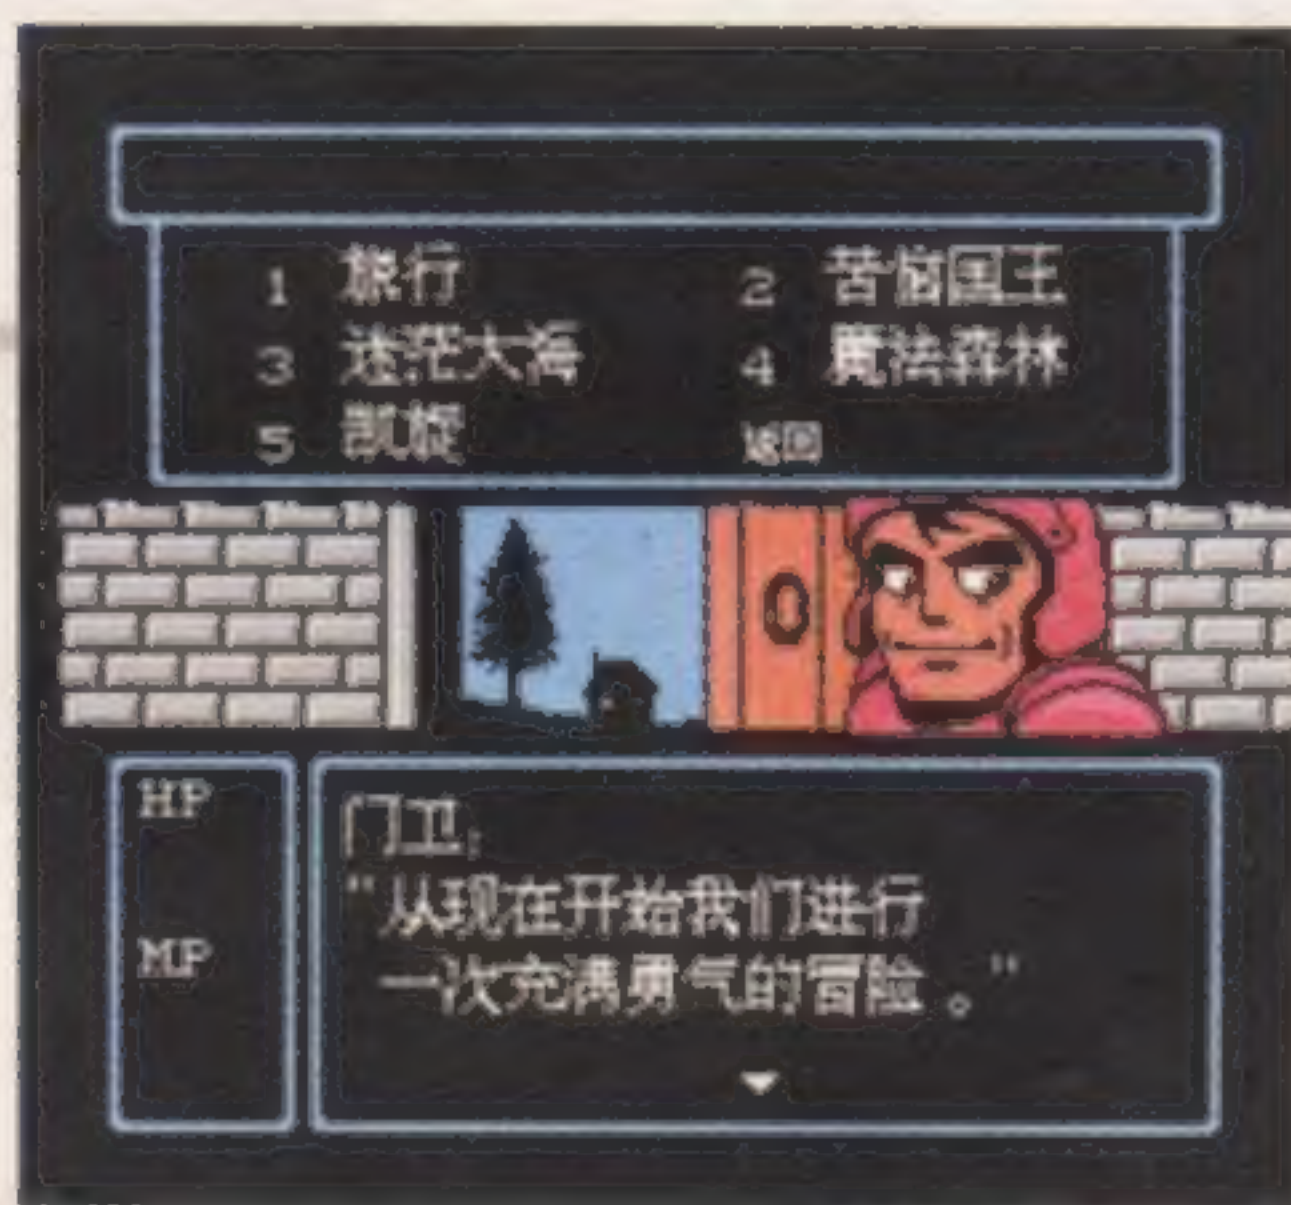 1 旅行 2 苦恼国王
3 迷茫大海 4 魔法森林
5 凯旋 返回
HP
MP
门卫:
"从现在开始我们进行
一次充满勇气的冒险。"